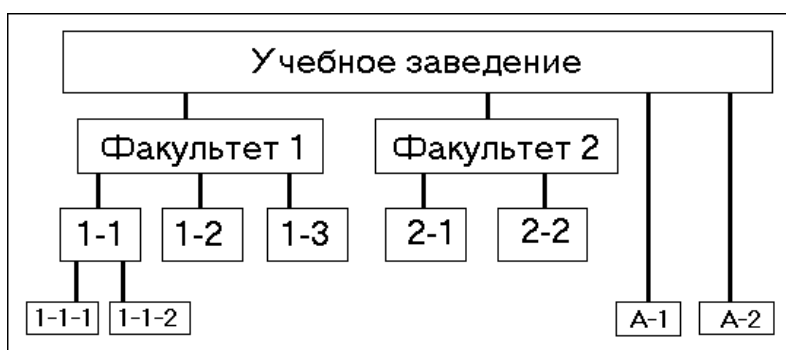 Учебное заведение
Факультет 1
Факультет 2
1-1
1-2
1-3
2-1
2-2
1-1-1
1-1-2
А-1
А-2